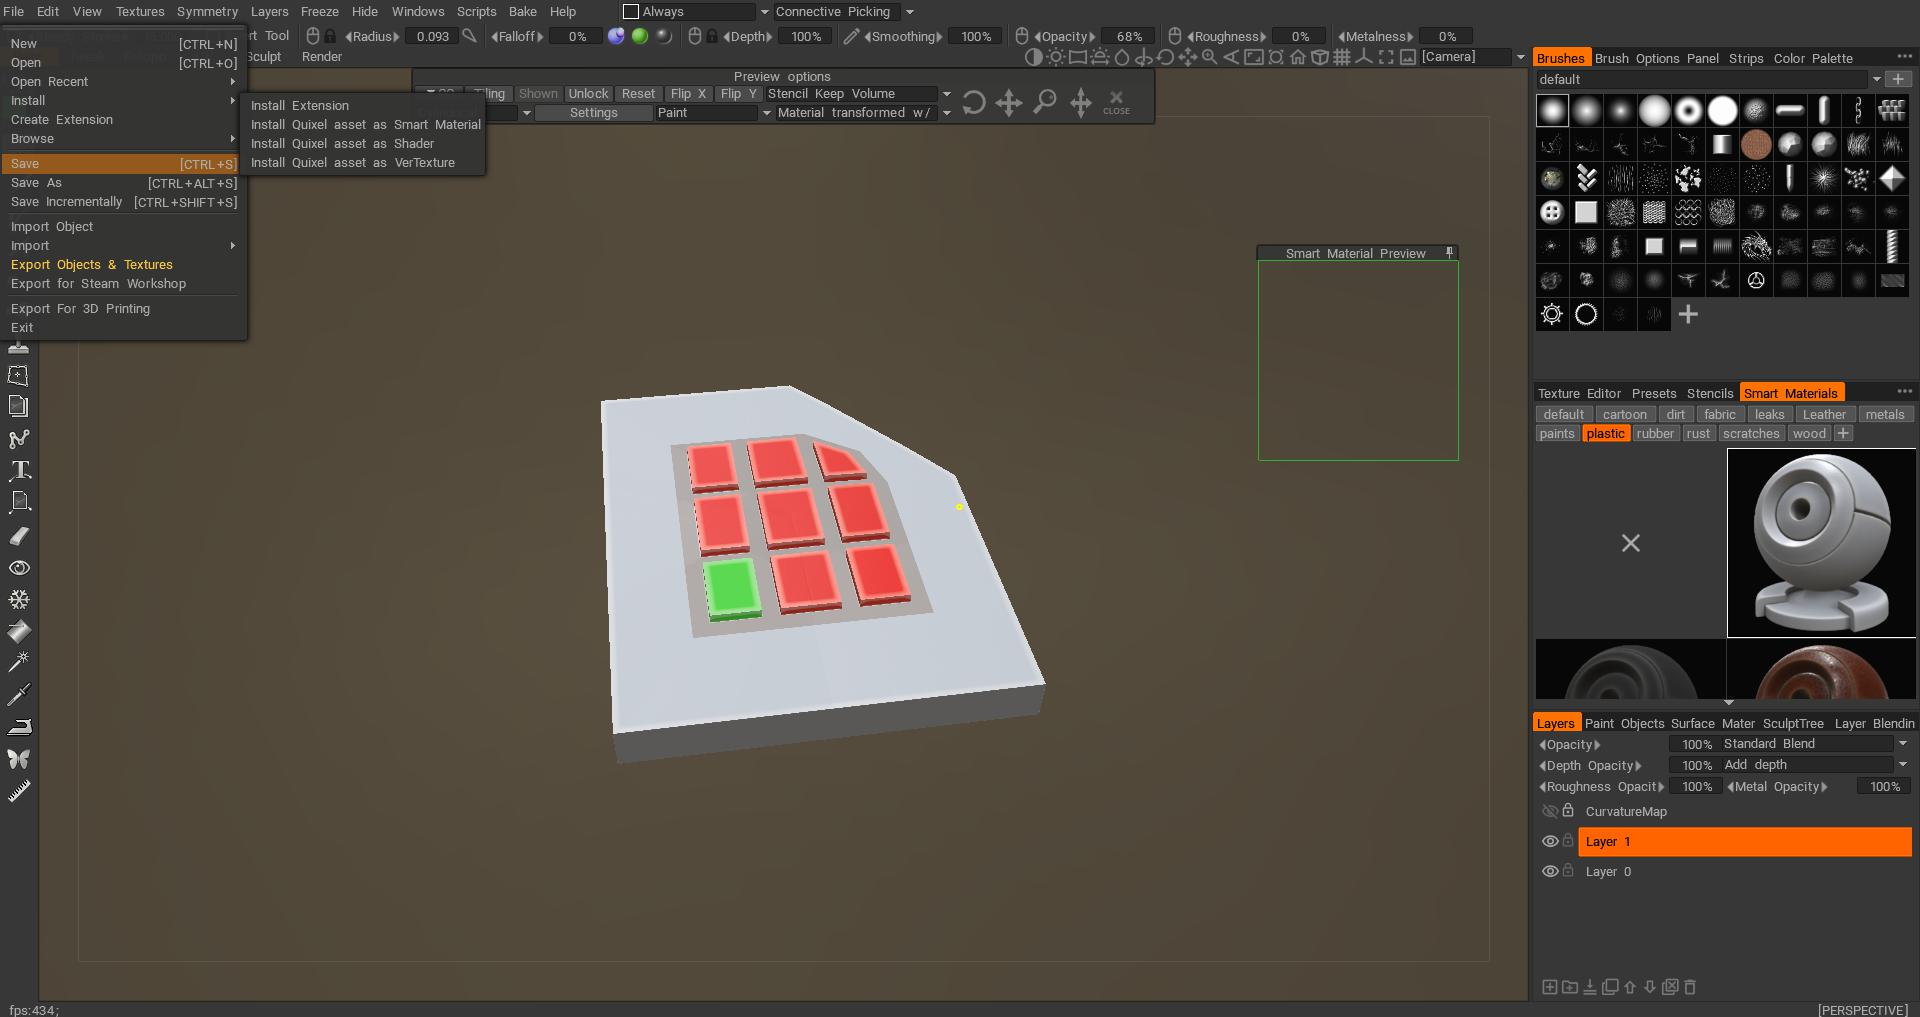 File Edit View Textures Symmetry Layers Freeze Hide Windows Scripts Bake Help Always Connective Picking
Tool Radius 0.093 Falloff 0% Depth 100% Smoothing 100% Opacity 68% Roughness 0% Metalness 0%
Render [Camera]
New [CTRL+N]
Open [CTRL+O]
Open Recent
Install
Create Extension
Browse
Save [CTRL+S]
Save As [CTRL+ALT+S]
Save Incrementally [CTRL+SHIFT+S]
Import Object
Import
Export Objects & Textures
Export for Steam Workshop
Export For 3D Printing
Exit
Install Extension
Install Quixel asset as Smart Material
Install Quixel asset as Shader
Install Quixel asset as VerTexture
Preview options
Shown Unlock Reset Flip X Flip Y Stencil Keep Volume
Settings Paint Material transformed w/
CLOSE
Smart Material Preview
Brushes Brush Options Panel Strips Color Palette
default
Texture Editor Presets Stencils Smart Materials
default cartoon dirt fabric leaks Leather metals
paints plastic rubber rust scratches wood +
Layers Paint Objects Surface Mater SculptTree Layer Blendin
Opacity 100% Standard Blend
Depth Opacity 100% Add depth
Roughness Opacit 100% Metal Opacity 100%
CurvatureMap
Layer 1
Layer 0
fps:434;
[PERSPECTIVE]